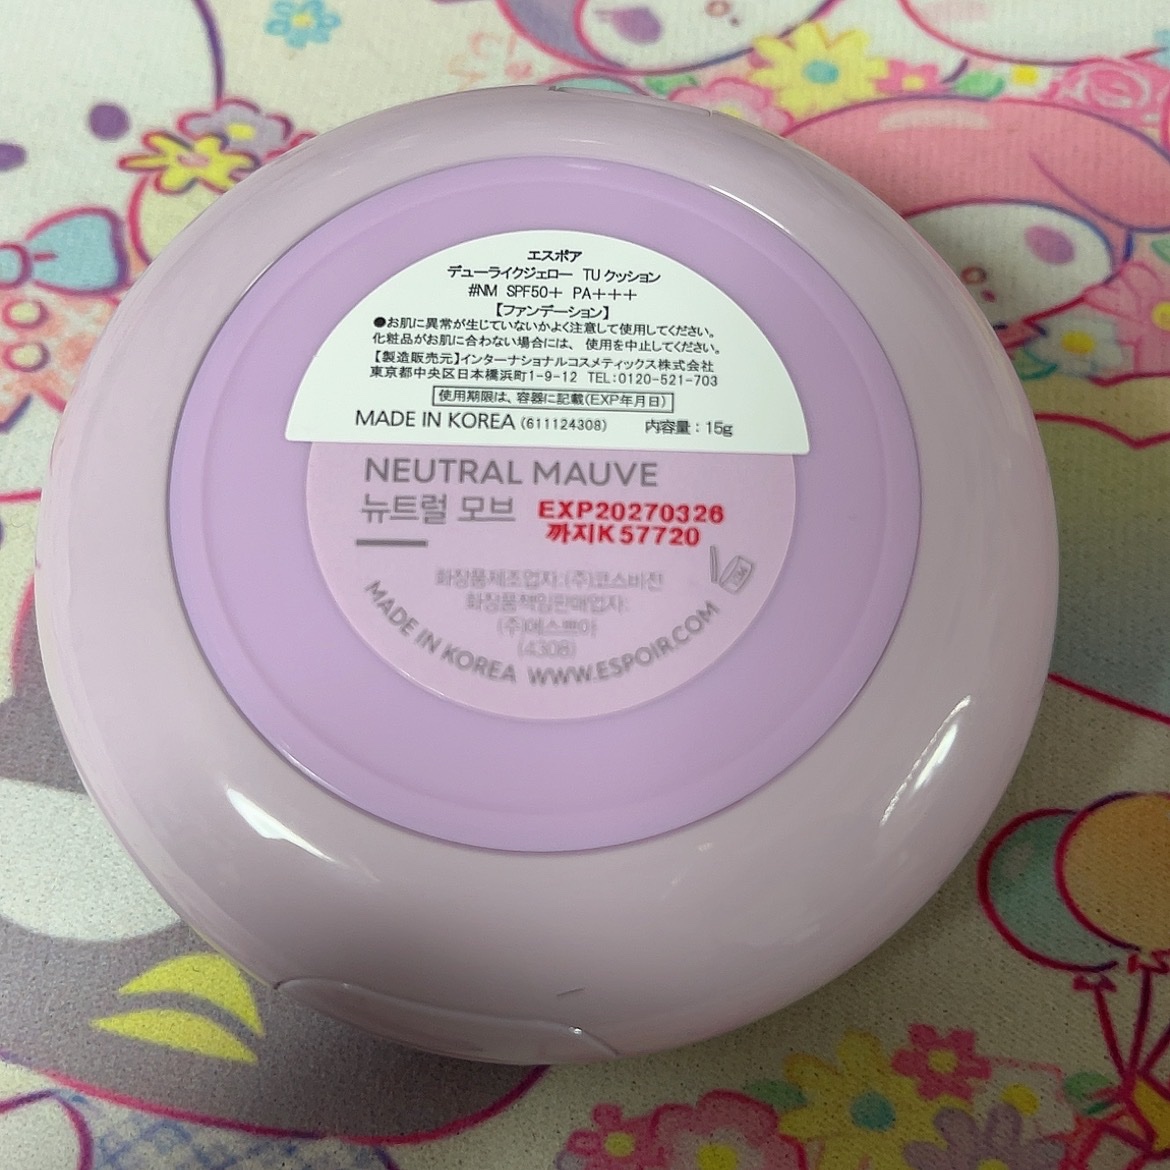 エスポア
デューライクジェロー TUクッション
#NM SPF50+ PA+++
【ファンデーション】
●お肌に異常が生じていないかよく注意して使用してください。
化粧品がお肌に合わない場合には、使用を中止してください。
【製造販売元】インターナショナルコスメティックス株式会社
東京都中央区日本橋浜町1-9-12 TEL:0120-521-703
使用期限は、容器に記載(EXP年月日)
MADE IN KOREA (611124308) 内容量：15g
NEUTRAL MAUVE
뉴트럴 모브
EXP20270326
까지K57720
화장품제조업자:(주)코스비전
화장품책임판매업자:
(주)에스쁘아
(4308)
MADE IN KOREA WWW.ESPOIR.COM